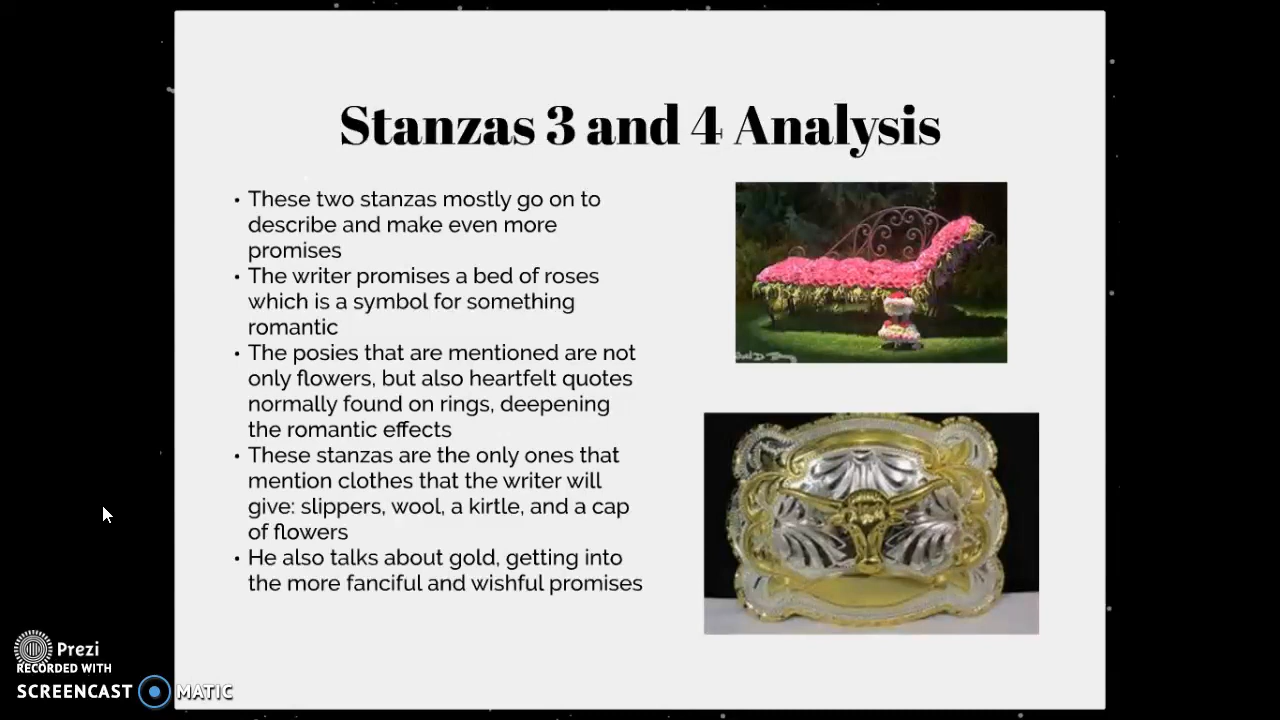 Stanzas 3 and 4 Analysis
• These two stanzas mostly go on to
describe and make even more
promises
• The writer promises a bed of roses
which is a symbol for something
romantic
• The posies that are mentioned are not
only flowers, but also heartfelt quotes
normally found on rings, deepening
the romantic effects
• These stanzas are the only ones that
mention clothes that the writer will
give: slippers, wool, a kirtle, and a cap
of flowers
• He also talks about gold, getting into
the more fanciful and wishful promises
Prezi
RECORDED WITH
SCREENCAST MATIC